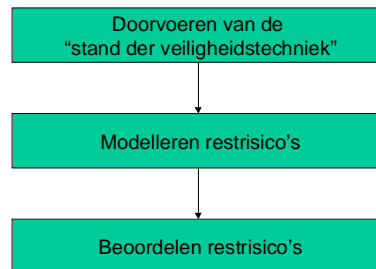 Doorvoeren van de
“stand der veiligheidstechniek”
Modelleren restrisico’s
Beoordelen restrisico’s